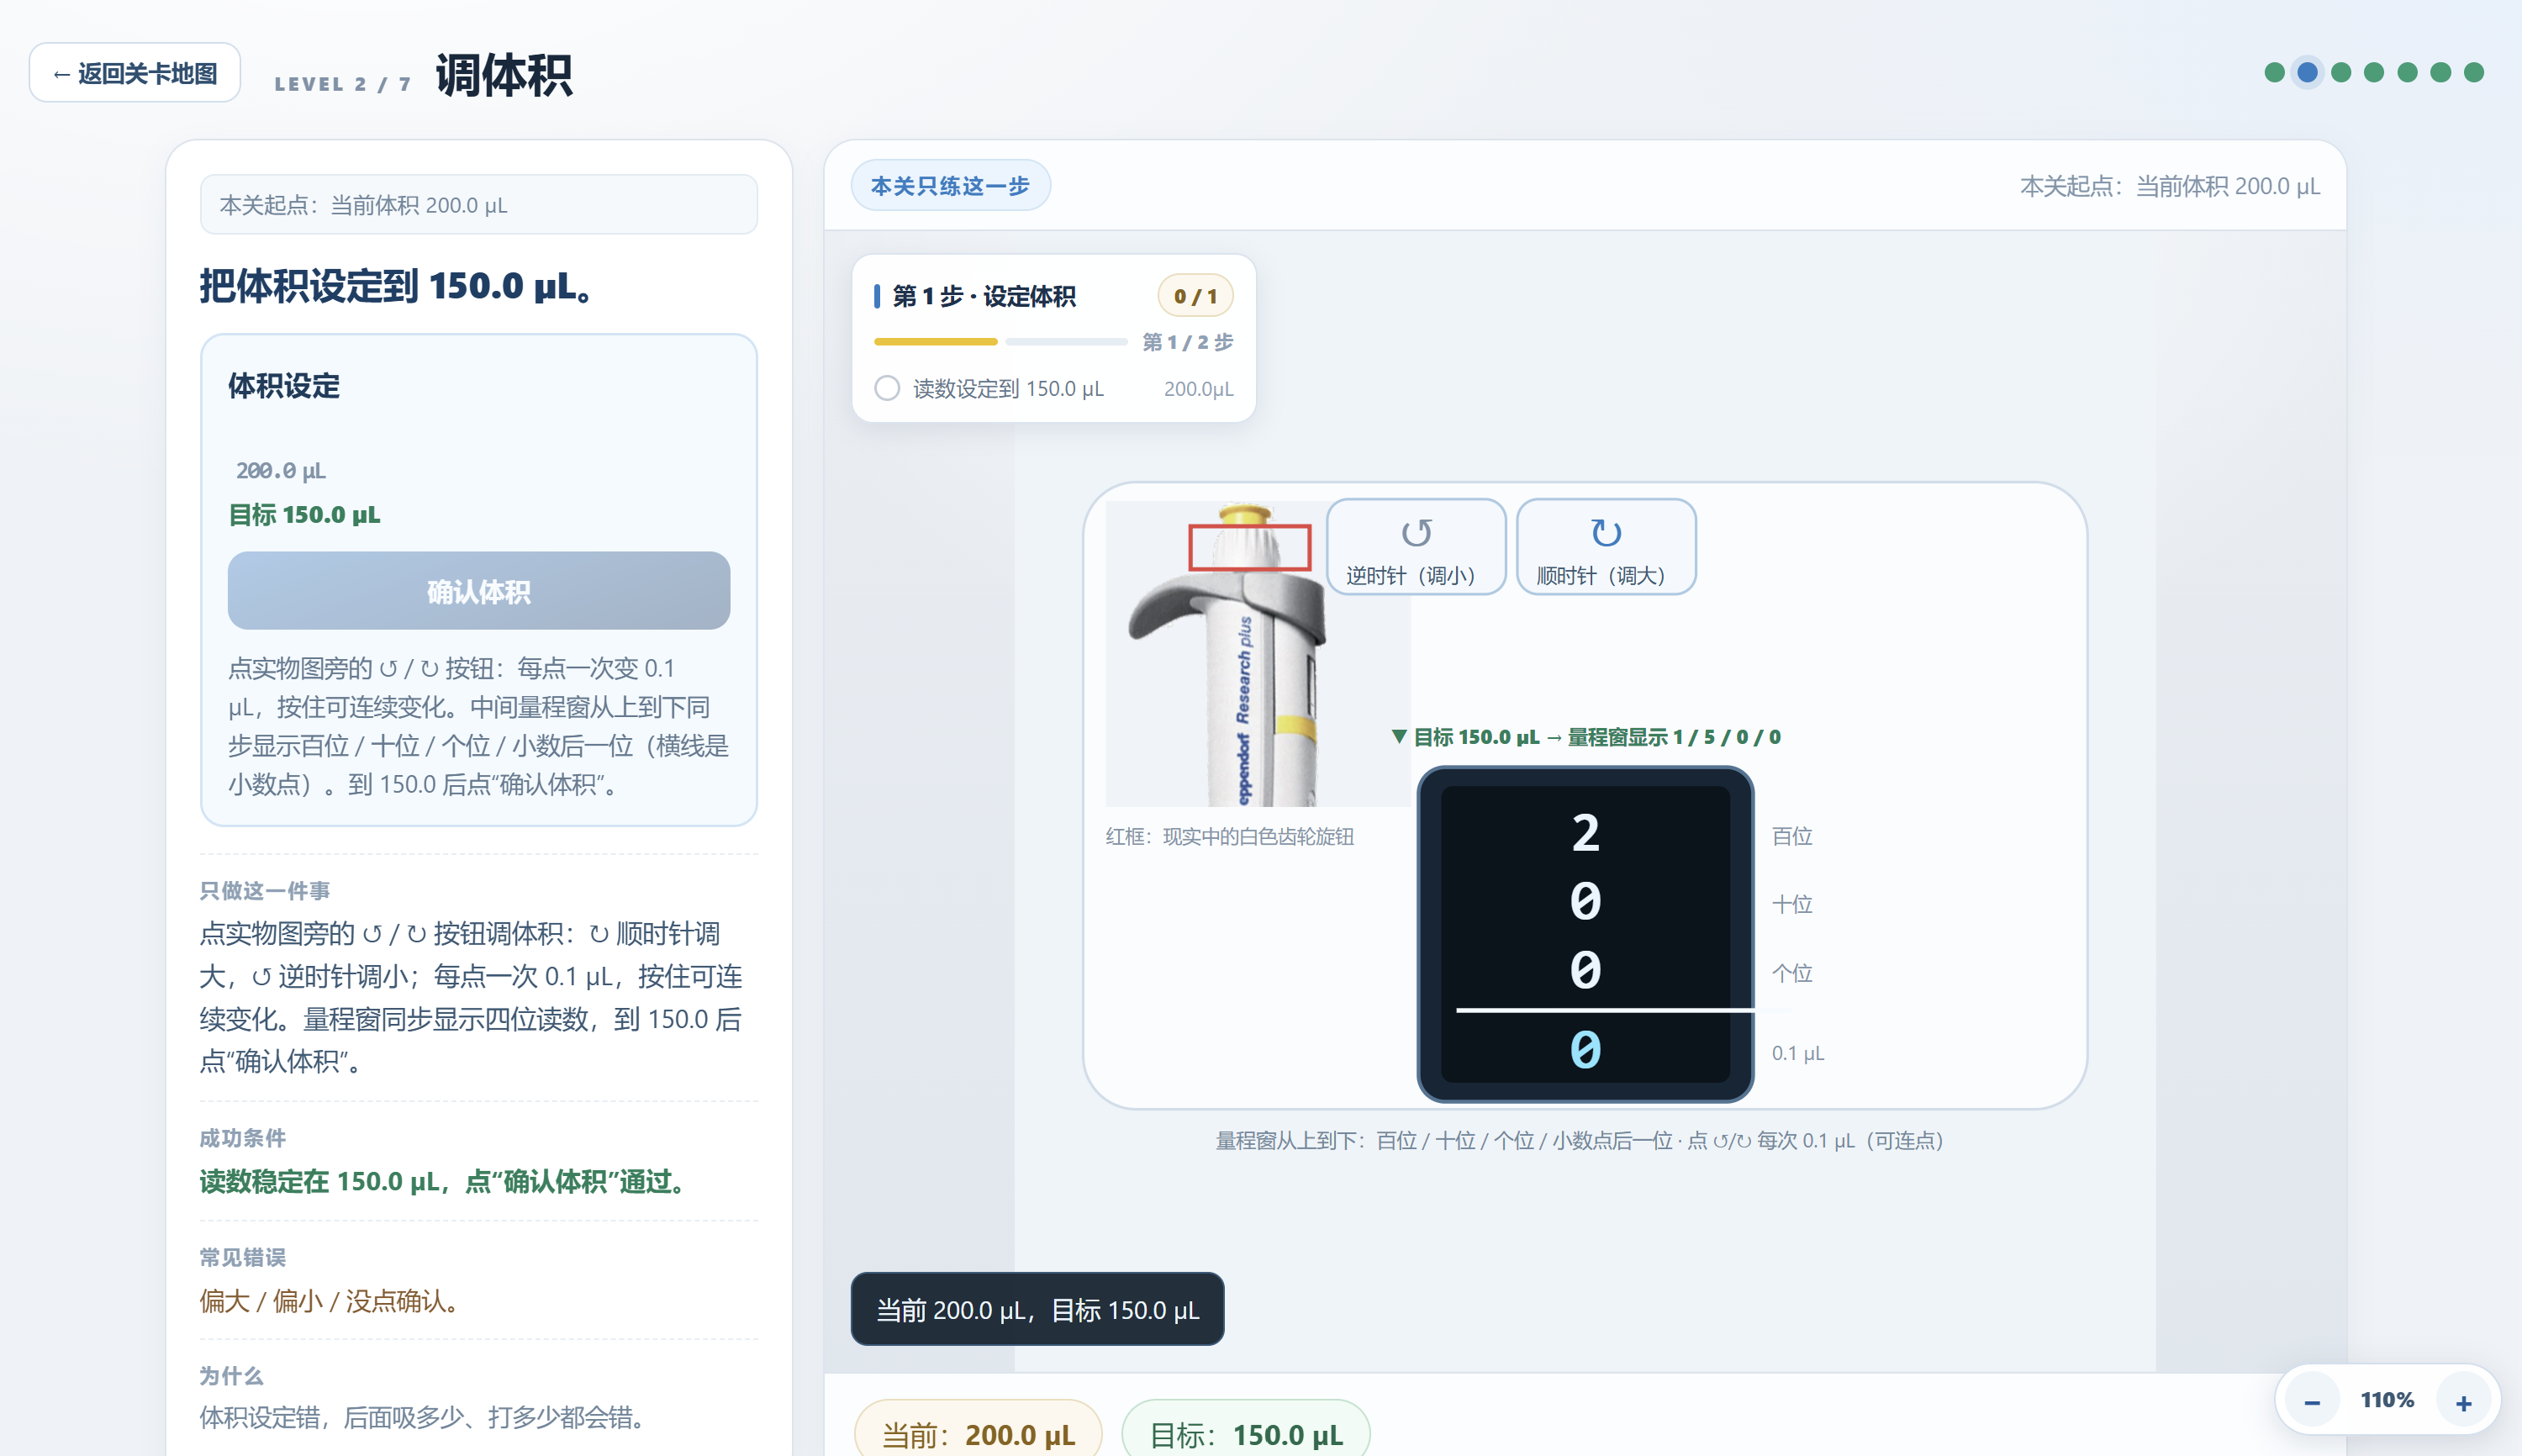 ← 返回关卡地图
LEVEL 2 / 7
调体积
本关起点：当前体积 200.0 μL
把体积设定到 150.0 μL。
体积设定
200.0 μL
目标 150.0 μL
确认体积
点实物图旁的 ↺ / ↻ 按钮：每点一次变 0.1
μL，按住可连续变化。中间量程窗从上到下同
步显示百位 / 十位 / 个位 / 小数后一位（横线是
小数点）。到 150.0 后点“确认体积”。
只做这一件事
点实物图旁的 ↺ / ↻ 按钮调体积：↻ 顺时针调
大，↺ 逆时针调小；每点一次 0.1 μL，按住可连
续变化。量程窗同步显示四位读数，到 150.0 后
点“确认体积”。
成功条件
读数稳定在 150.0 μL，点“确认体积”通过。
常见错误
偏大 / 偏小 / 没点确认。
为什么
体积设定错，后面吸多少、打多少都会错。
本关只练这一步
本关起点：当前体积 200.0 μL
第 1 步 · 设定体积
0 / 1
第 1 / 2 步
读数设定到 150.0 μL
200.0μL
↺
逆时针（调小）
↻
顺时针（调大）
eppendorf Research plus
红框：现实中的白色齿轮旋钮
▼ 目标 150.0 μL → 量程窗显示 1 / 5 / 0 / 0
2 百位
0 十位
0 个位
0 0.1 μL
量程窗从上到下：百位 / 十位 / 个位 / 小数点后一位 · 点 ↺/↻ 每次 0.1 μL（可连点）
当前 200.0 μL，目标 150.0 μL
当前：200.0 μL
目标：150.0 μL
− 110% +